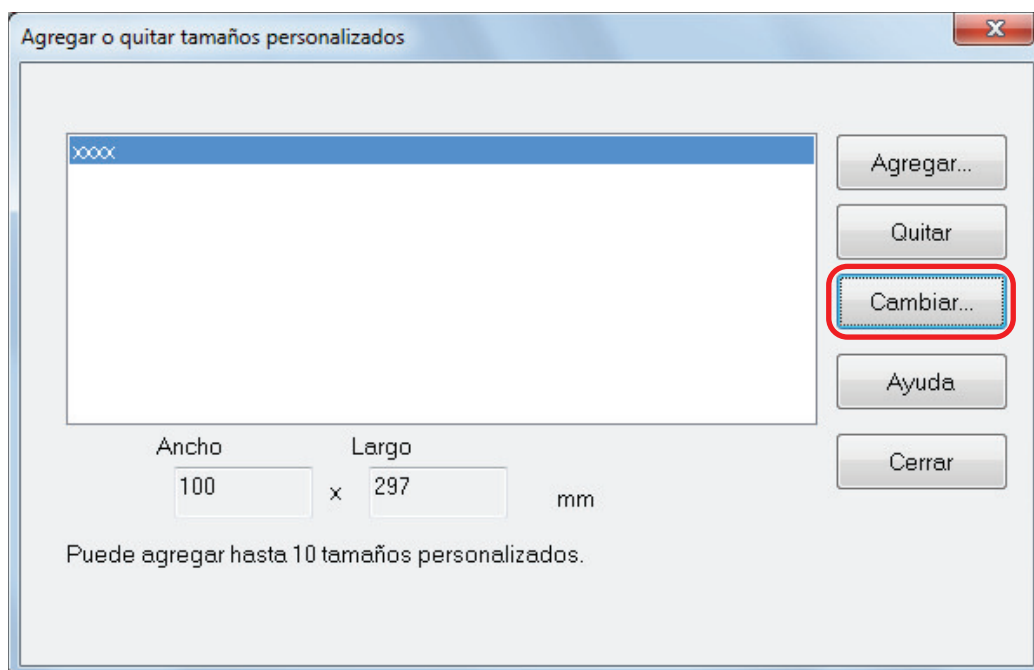 Agregar o quitar tamaños personalizados
xxxx
Agregar...
Quitar
Cambiar...
Ayuda
Cerrar
Ancho Largo
100 x 297 mm
Puede agregar hasta 10 tamaños personalizados.